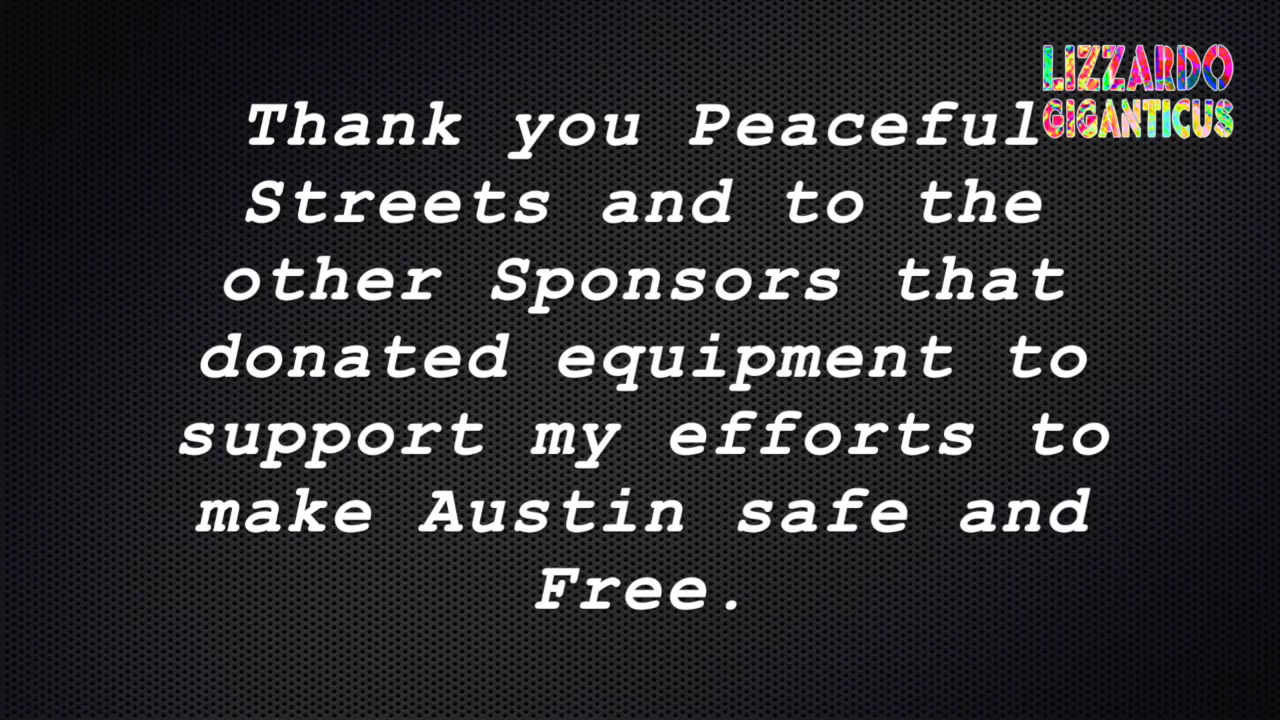 LIZZARDO
GIGANTICUS
Thank you Peaceful
Streets and to the
other Sponsors that
donated equipment to
support my efforts to
make Austin safe and
Free.